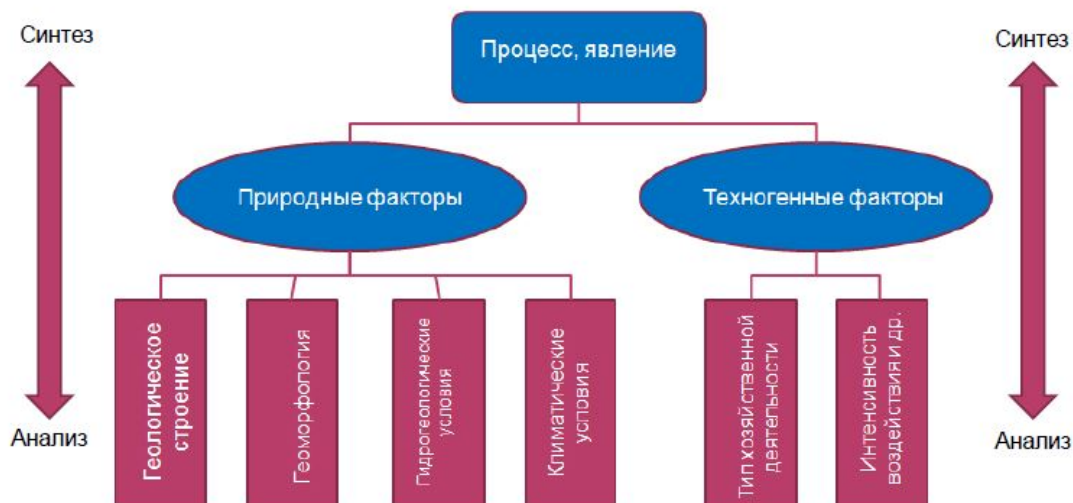 Синтез
Синтез
Процесс, явление
Природные факторы
Техногенные факторы
Геологическое
строение
Геоморфология
Гидрогеологические
условия
Климатические
условия
Тип хозяйственной
деятельности
Интенсивность
воздействия и др.
Анализ
Анализ